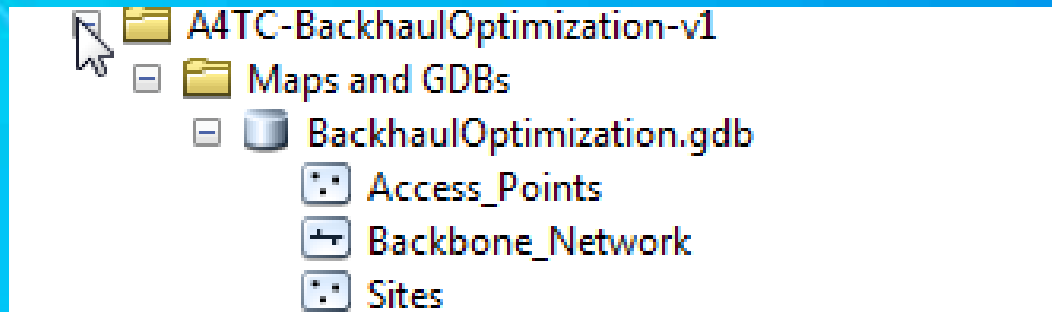 A4TC-BackhaulOptimization-v1
Maps and GDBs
BackhaulOptimization.gdb
Access_Points
Backbone_Network
Sites